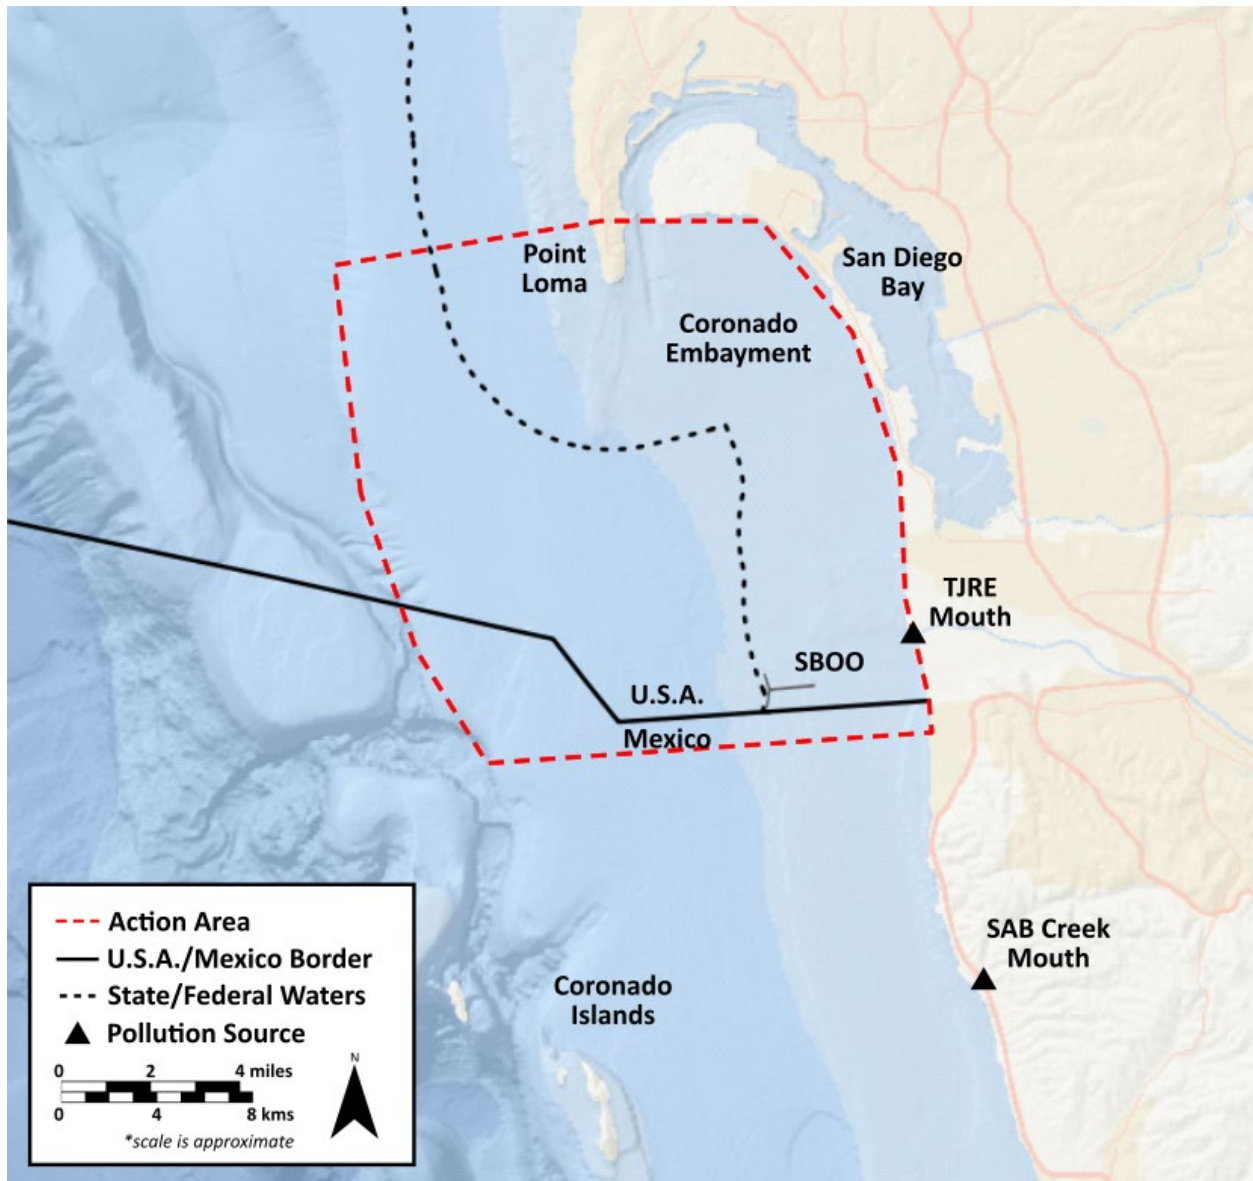 Point
Loma
San Diego
Bay
Coronado
Embayment
TJRE
Mouth
SBOO
U.S.A.
Mexico
SAB Creek
Mouth
Coronado
Islands
Action Area
U.S.A./Mexico Border
State/Federal Waters
Pollution Source
0 2 4 miles
0 4 8 kms
*scale is approximate
N